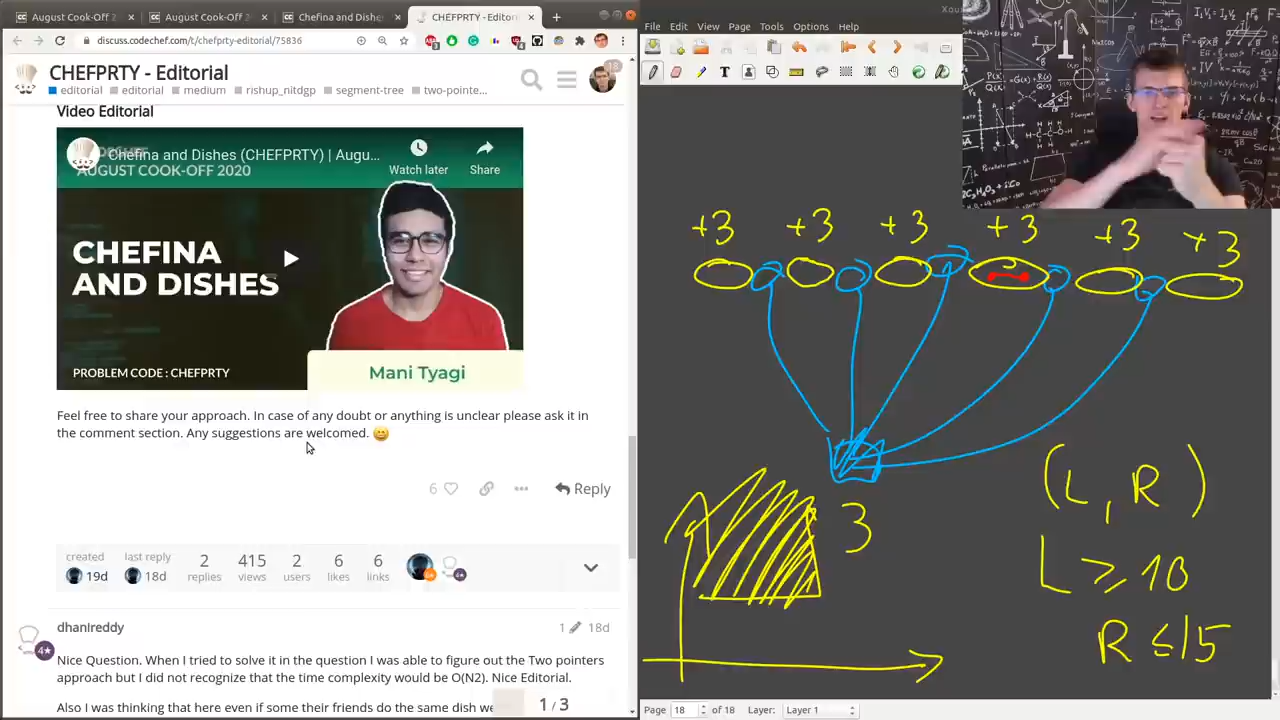 August Cook-Off 2
August Cook-Off 2
Chefina and Dishe
CHEFPRTY - Editori
discuss.codechef.com/t/chefprty-editorial/75836
CHEFPRTY - Editorial
editorial editorial medium rishup_nitdgp segment-tree two-pointe...
18
Video Editorial
Chefina and Dishes (CHEFPRTY) | Augu...
AUGUST COOK-OFF 2020
Watch later
Share
CHEFINA
AND DISHES
PROBLEM CODE : CHEFPRTY
Mani Tyagi
Feel free to share your approach. In case of any doubt or anything is unclear please ask it in
the comment section. Any suggestions are welcomed.
6
Reply
created last reply 2 415 2 6 6
19d 18d replies views users likes links
dhanIreddy 1 18d
4★
Nice Question. When I tried to solve it in the question I was able to figure out the Two pointers
approach but I did not recognize that the time complexity would be O(N2). Nice Editorial.
Also I was thinking that here even if some their friends do the same dish we
1 / 3
File Edit View Page Tools Options Help
+3 +3 +3 +3 +3 +3
3
(L, R)
L ≥ 10
R ≤ 15
Page 18 of 18 Layer: Layer 1